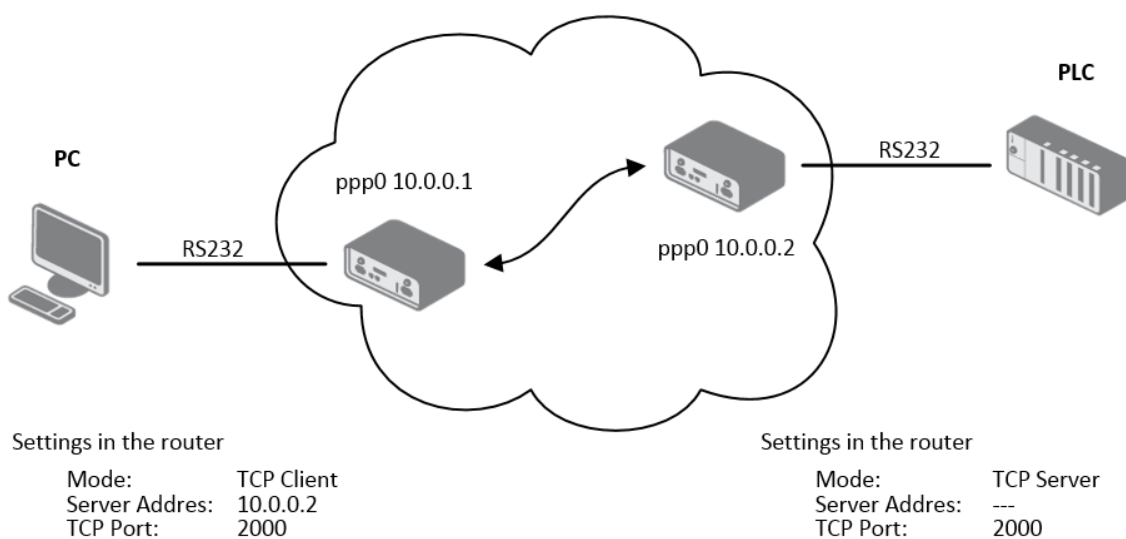 PLC
PC
RS232
ppp0 10.0.0.1
RS232
ppp0 10.0.0.2
Settings in the router
Mode: TCP Client
Server Addres: 10.0.0.2
TCP Port: 2000
Settings in the router
Mode: TCP Server
Server Addres: ---
TCP Port: 2000